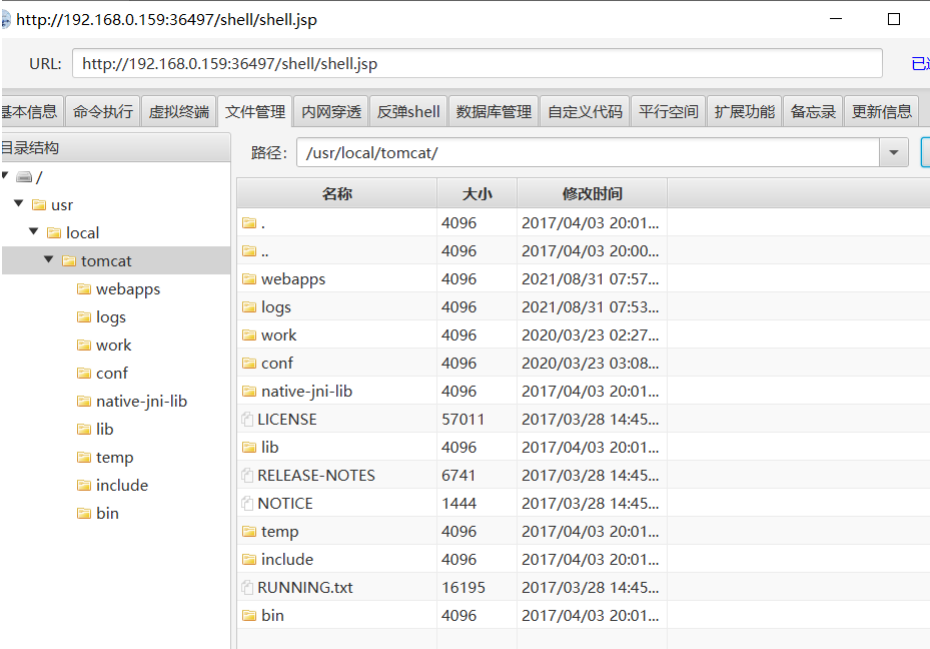 http://192.168.0.159:36497/shell/shell.jsp
URL: http://192.168.0.159:36497/shell/shell.jsp
基本信息 命令执行 虚拟终端 文件管理 内网穿透 反弹shell 数据库管理 自定义代码 平行空间 扩展功能 备忘录 更新信息
目录结构
路径: /usr/local/tomcat/
/
usr
local
tomcat
webapps
logs
work
conf
native-jni-lib
lib
temp
include
bin
名称 大小 修改时间
. 4096 2017/04/03 20:01...
.. 4096 2017/04/03 20:00...
webapps 4096 2021/08/31 07:57...
logs 4096 2021/08/31 07:53...
work 4096 2020/03/23 02:27...
conf 4096 2020/03/23 03:08...
native-jni-lib 4096 2017/04/03 20:01...
LICENSE 57011 2017/03/28 14:45...
lib 4096 2017/04/03 20:01...
RELEASE-NOTES 6741 2017/03/28 14:45...
NOTICE 1444 2017/03/28 14:45...
temp 4096 2017/04/03 20:01...
include 4096 2017/04/03 20:01...
RUNNING.txt 16195 2017/03/28 14:45...
bin 4096 2017/04/03 20:01...